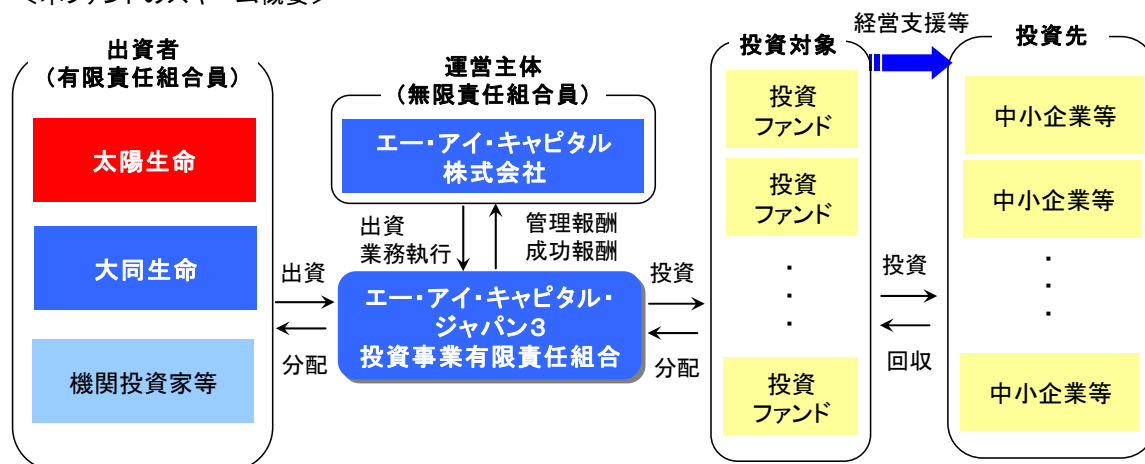 ＜本ファンドのスキーム概要＞
出資者
（有限責任組合員）
太陽生命
大同生命
機関投資家等
出資
分配
運営主体
（無限責任組合員）
エー・アイ・キャピタル
株式会社
出資
業務執行
管理報酬
成功報酬
エー・アイ・キャピタル・
ジャパン３
投資事業有限責任組合
投資
分配
投資対象
投資
ファンド
投資
ファンド
・
・
・
投資
ファンド
経営支援等
投資
回収
投資先
中小企業等
中小企業等
・
・
・
中小企業等